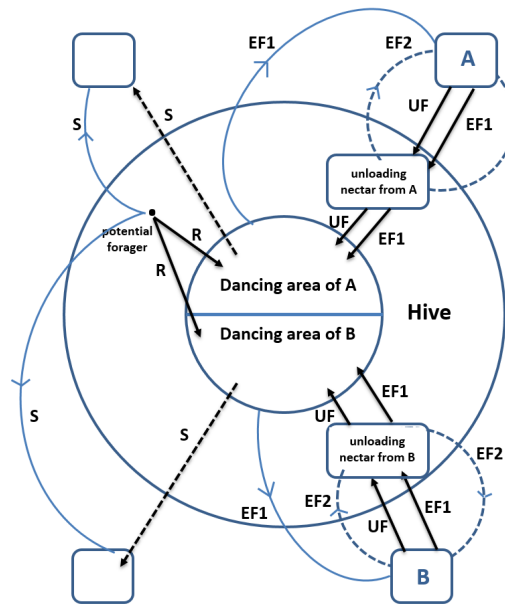 EF1
EF2
A
UF
EF1
S
S
unloading
nectar from A
potential
forager
R
R
UF
EF1
Dancing area of A
Hive
Dancing area of B
EF1
UF
S
S
unloading
nectar from B
EF2
EF1
EF2
EF1
UF
B